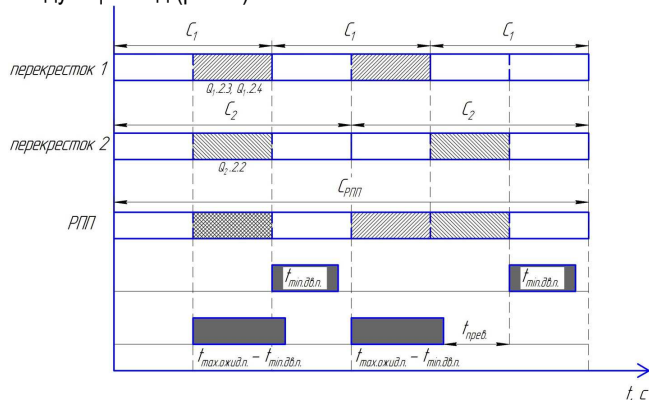 C₁ C₁ C₁
перекресток 1
Q₁.2.3, Q₁.2.4
C₂ C₂
перекресток 2
Q₂.2.2
Cрпп
РПП
tmin.дв.п. tmin.дв.п.
tmax.ожид.п. – tmin.дв.п. tmax.ожид.п. – tmin.дв.п. tпрев.
t, с